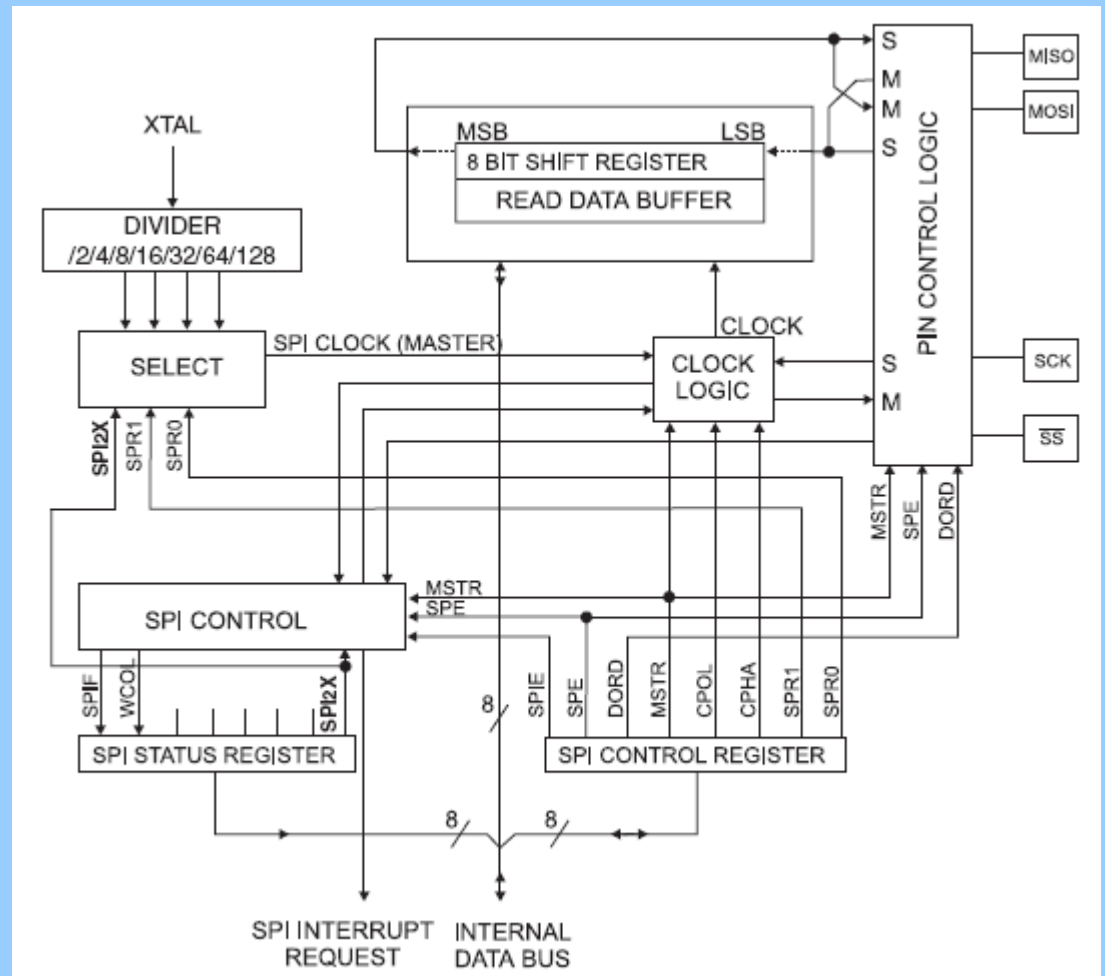 S
MISO
M
M
MOSI
XTAL
MSB
LSB
S
8 BIT SHIFT REGISTER
READ DATA BUFFER
DIVIDER
/2/4/8/16/32/64/128
PIN CONTROL LOGIC
CLOCK
SPI CLOCK (MASTER)
SELECT
CLOCK
LOGIC
S
SCK
M
SPI2X
SPR1
SPR0
SS
MSTR
SPE
DORD
MSTR
SPE
SPI CONTROL
SPIF
WCOL
SPI2X
8
SPIE
SPE
DORD
MSTR
CPOL
CPHA
SPR1
SPR0
SPI STATUS REGISTER
SPI CONTROL REGISTER
8
8
SPI INTERRUPT
REQUEST
INTERNAL
DATA BUS